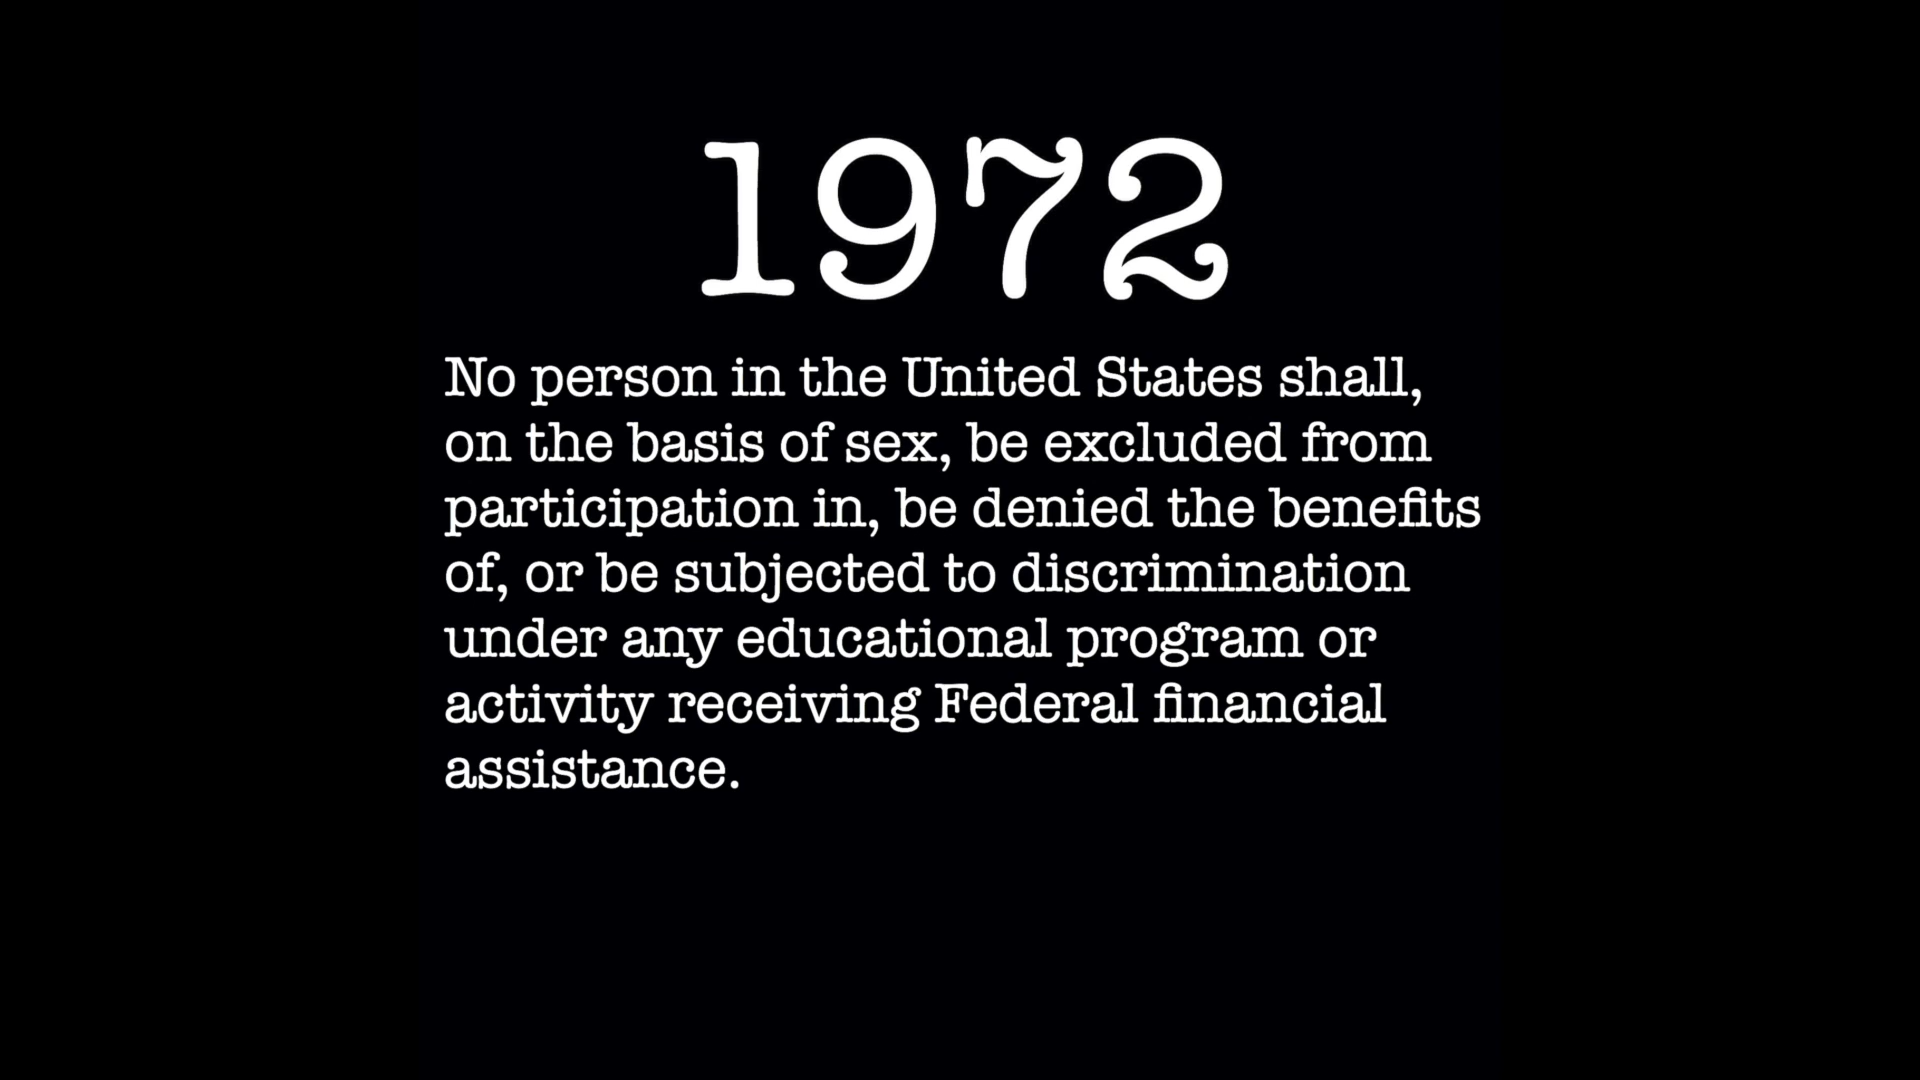 1972
No person in the United States shall,
on the basis of sex, be excluded from
participation in, be denied the benefits
of, or be subjected to discrimination
under any educational program or
activity receiving Federal financial
assistance.